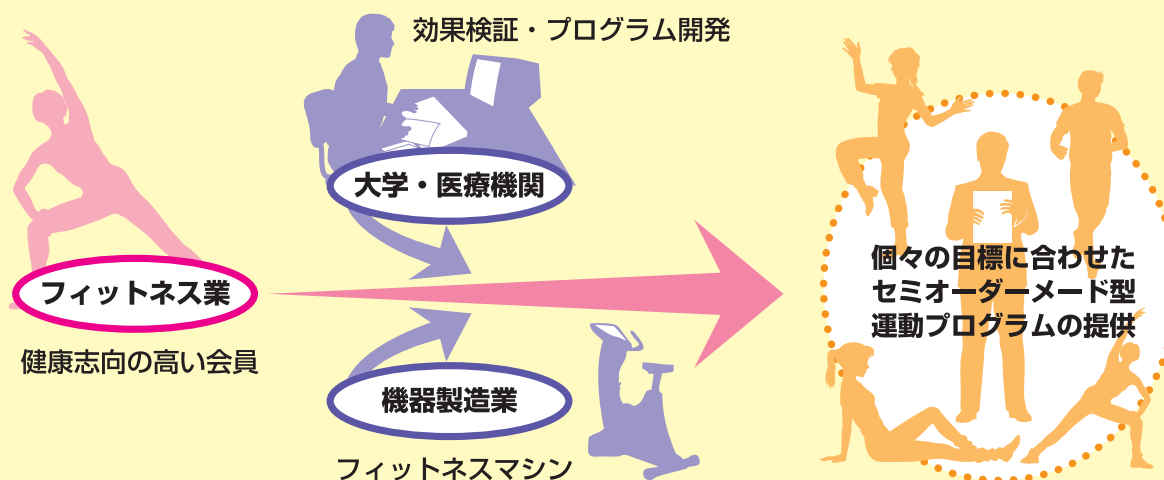 効果検証・プログラム開発
大学・医療機関
フィットネス業
健康志向の高い会員
機器製造業
フィットネスマシン
個々の目標に合わせた
セミオーダーメード型
運動プログラムの提供